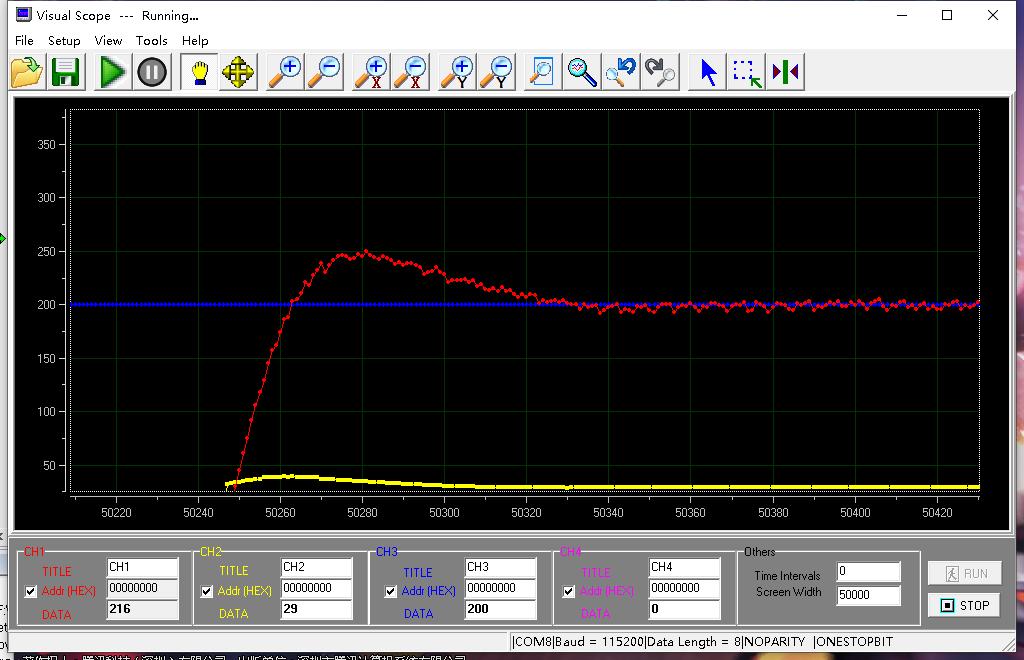 Visual Scope --- Running...
File Setup View Tools Help
X X Y Y
350
300
250
200
150
100
50
50220 50240 50260 50280 50300 50320 50340 50360 50380 50400 50420
CH1 CH2 CH3 CH4 Others
TITLE CH1 TITLE CH2 TITLE CH3 TITLE CH4 Time Intervals 0 RUN
Addr (HEX) 00000000 Addr (HEX) 00000000 Addr (HEX) 00000000 Addr (HEX) 00000000 Screen Width 50000
DATA 216 DATA 29 DATA 200 DATA 0 STOP
|COM8|Baud = 115200|Data Length = 8|NOPARITY |ONESTOPBIT